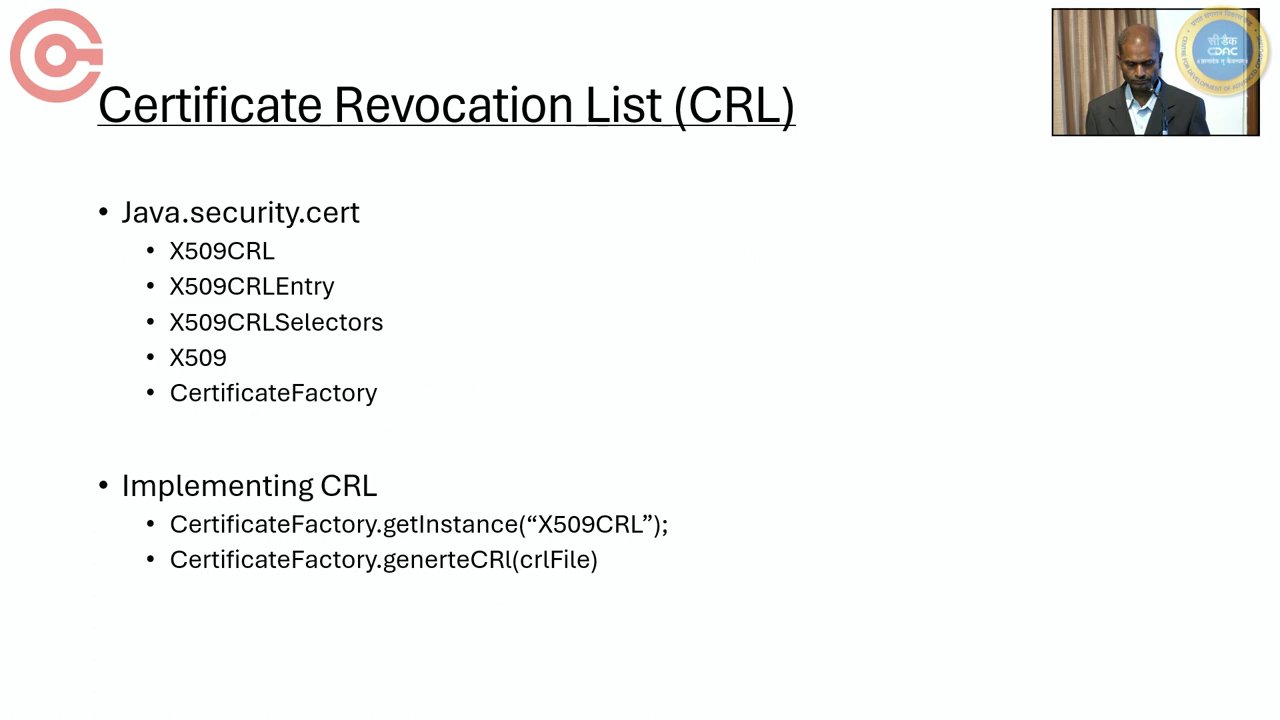 Certificate Revocation List (CRL)
• Java.security.cert
• X509CRL
• X509CRLEntry
• X509CRLSelectors
• X509
• CertificateFactory
• Implementing CRL
• CertificateFactory.getInstance(“X509CRL”);
• CertificateFactory.generteCRl(crlFile)
सी डैक
CDAC